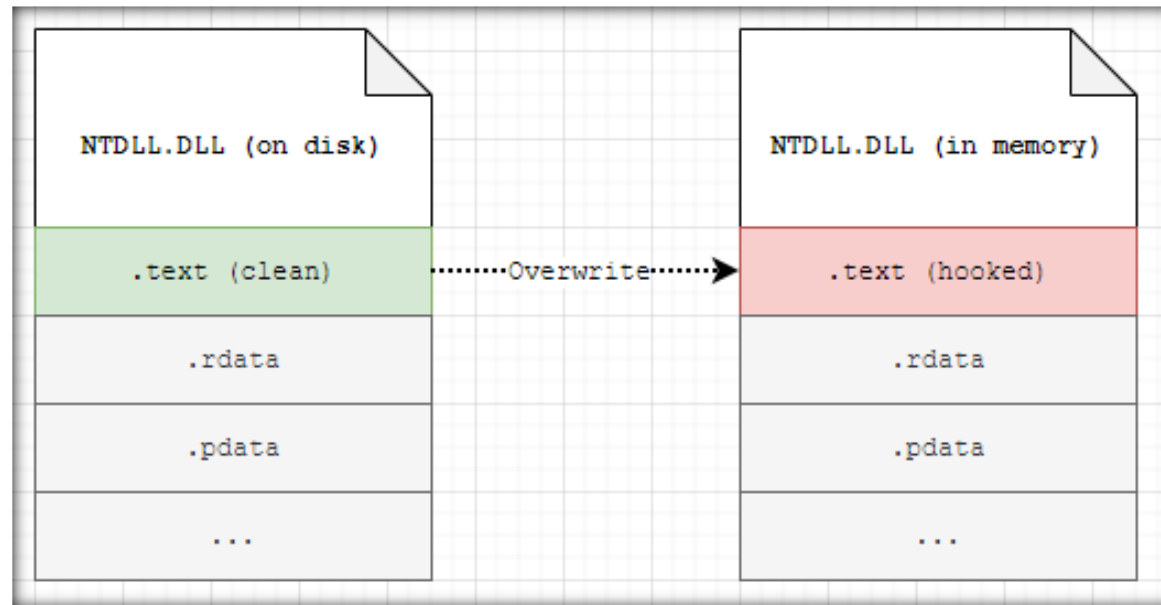 NTDLL.DLL (on disk)
.text (clean)
.rdata
.pdata
...
Overwrite
NTDLL.DLL (in memory)
.text (hooked)
.rdata
.pdata
...